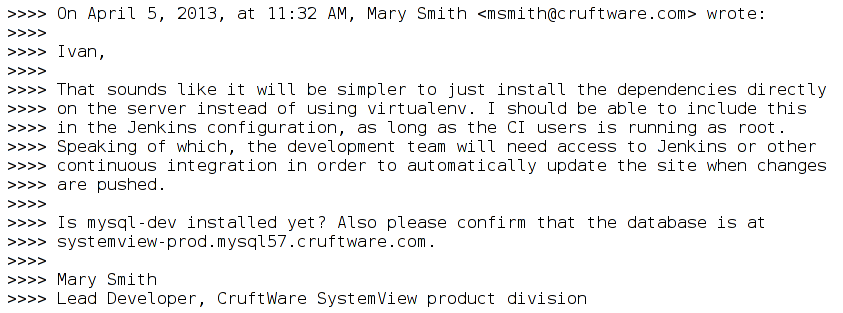 >>>> On April 5, 2013, at 11:32 AM, Mary Smith <msmith@cruftware.com> wrote:
>>>>
>>>> Ivan,
>>>>
>>>> That sounds like it will be simpler to just install the dependencies directly
>>>> on the server instead of using virtualenv. I should be able to include this
>>>> in the Jenkins configuration, as long as the CI users is running as root.
>>>> Speaking of which, the development team will need access to Jenkins or other
>>>> continuous integration in order to automatically update the site when changes
>>>> are pushed.
>>>>
>>>> Is mysql-dev installed yet? Also please confirm that the database is at
>>>> systemview-prod.mysql57.cruftware.com.
>>>>
>>>> Mary Smith
>>>> Lead Developer, CruftWare SystemView product division